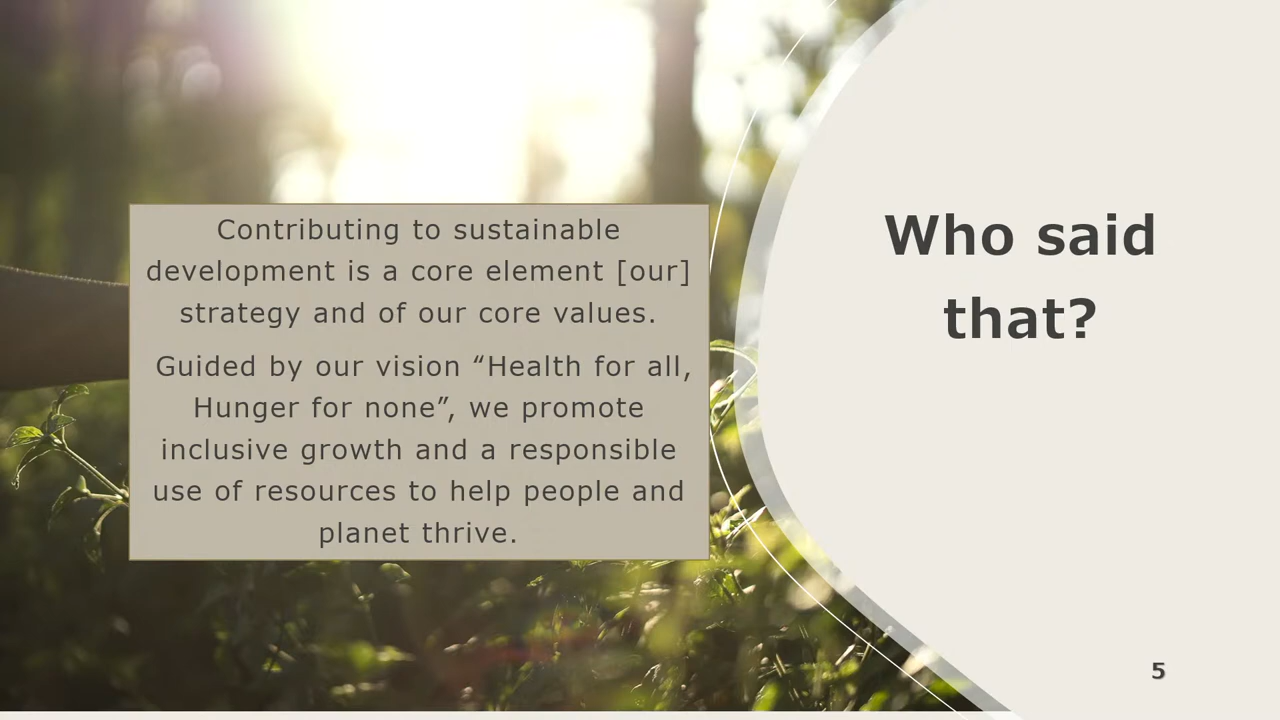 Contributing to sustainable
development is a core element [our]
strategy and of our core values.
Guided by our vision “Health for all,
Hunger for none”, we promote
inclusive growth and a responsible
use of resources to help people and
planet thrive.
Who said
that?
5